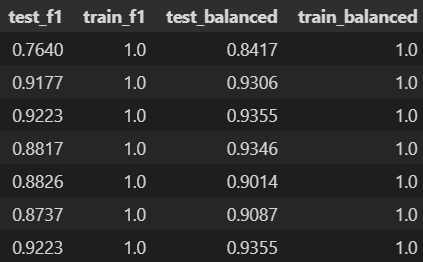 test_f1 train_f1 test_balanced train_balanced
0.7640 1.0 0.8417 1.0
0.9177 1.0 0.9306 1.0
0.9223 1.0 0.9355 1.0
0.8817 1.0 0.9346 1.0
0.8826 1.0 0.9014 1.0
0.8737 1.0 0.9087 1.0
0.9223 1.0 0.9355 1.0